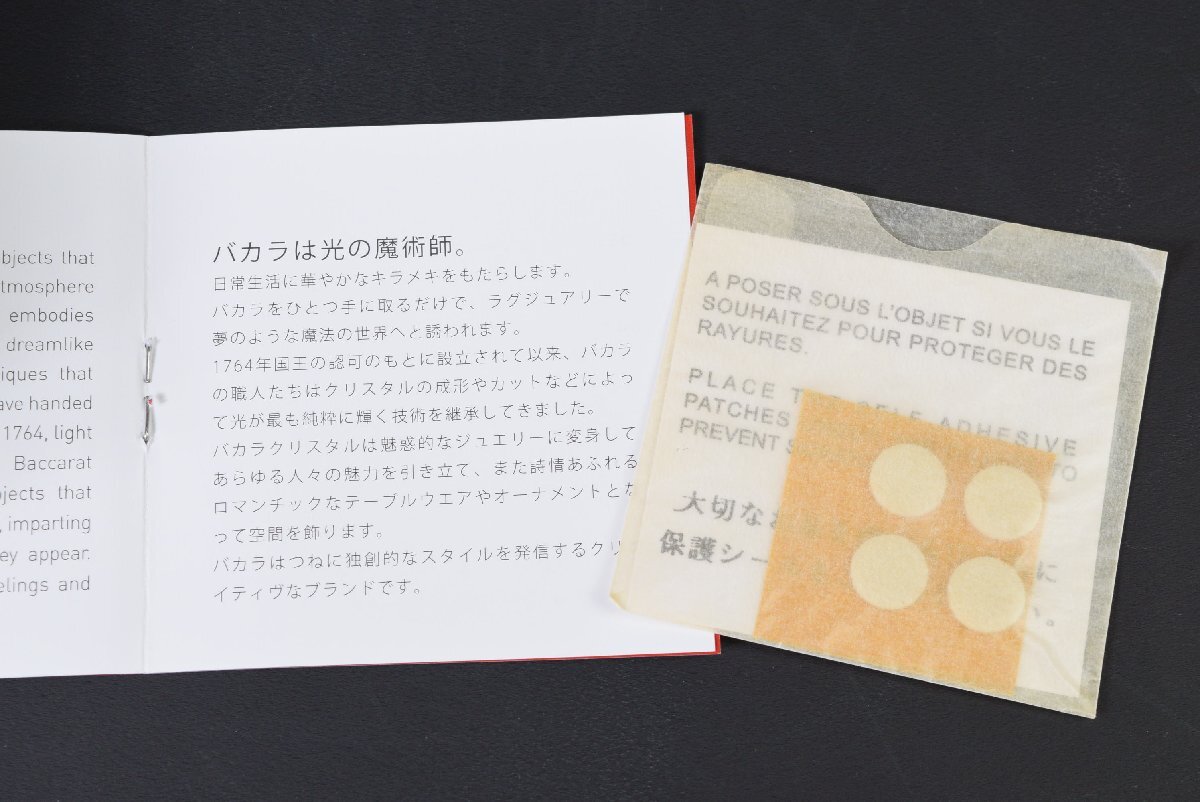 bjects that
tmosphere
embodies
dreamlike
iques that
ave handed
1764, light
Baccarat
jects that
, imparting
ey appear.
elings and
バカラは光の魔術師。
日常生活に華やかなキラメキをもたらします。
バカラをひとつ手に取るだけで、ラグジュアリーで
夢のような魔法の世界へと誘われます。
1764年国王の認可のもとに設立されて以来、バカラ
の職人たちはクリスタルの成形やカットなどによっ
て光が最も純粋に輝く技術を継承してきました。
バカラクリスタルは魅惑的なジュエリーに変身して
あらゆる人々の魅力を引き立て、また詩情あふれる
ロマンチックなテーブルウエアやオーナメントとな
って空間を飾ります。
バカラはつねに独創的なスタイルを発信するクリ
イティヴなブランドです。
A POSER SOUS L'OBJET SI VOUS LE
SOUHAITEZ POUR PROTEGER DES
RAYURES.
PLACE SELF ADHESIVE
PATCHES
PREVENT TO
大切な
保護シー に
い。